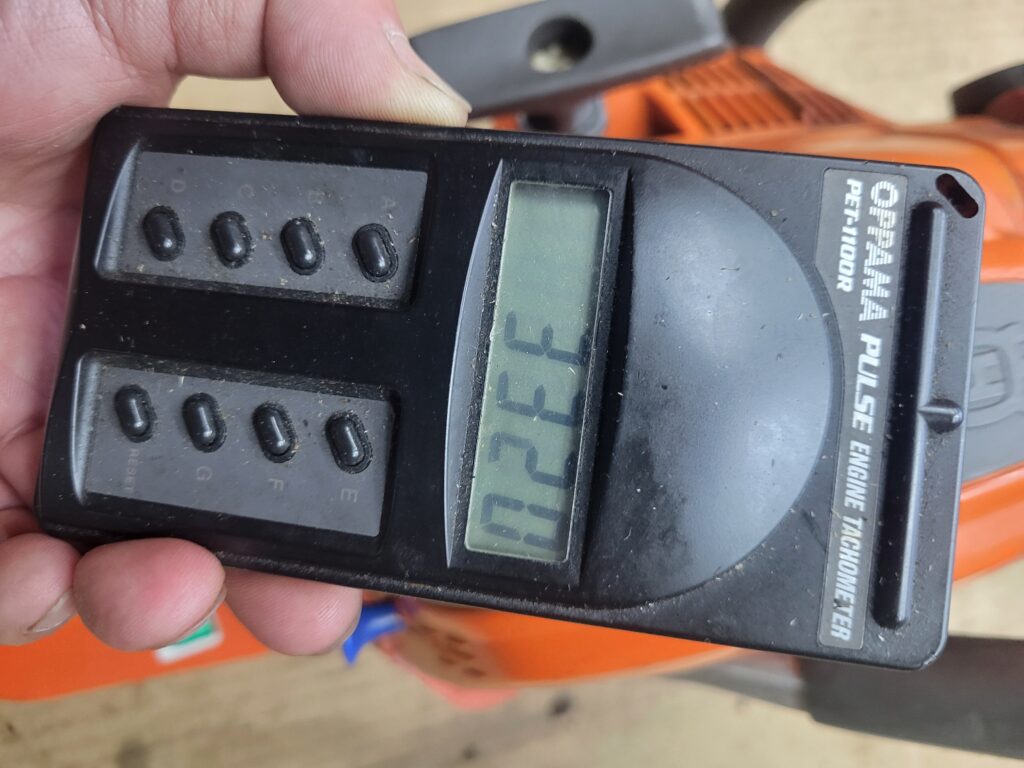 OPPAMA PULSE ENGINE TACHOMETER
PET-1100R
3320
A E
B F
C G
D RESET